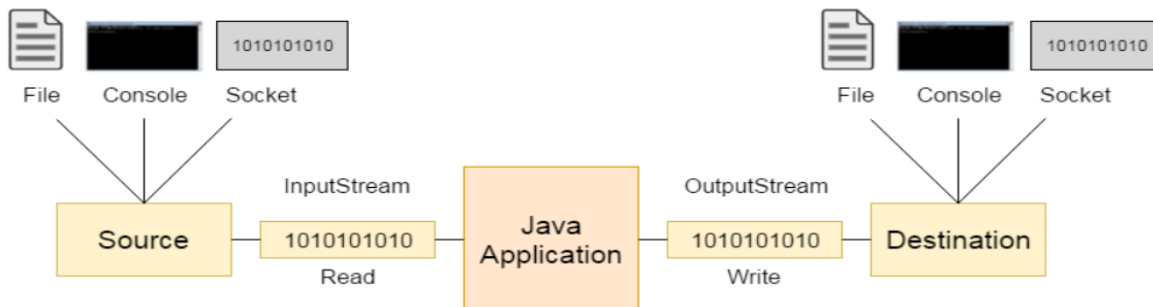 1010101010
1010101010
File Console Socket
File Console Socket
InputStream
OutputStream
Source
1010101010
Java
Application
1010101010
Destination
Read
Write